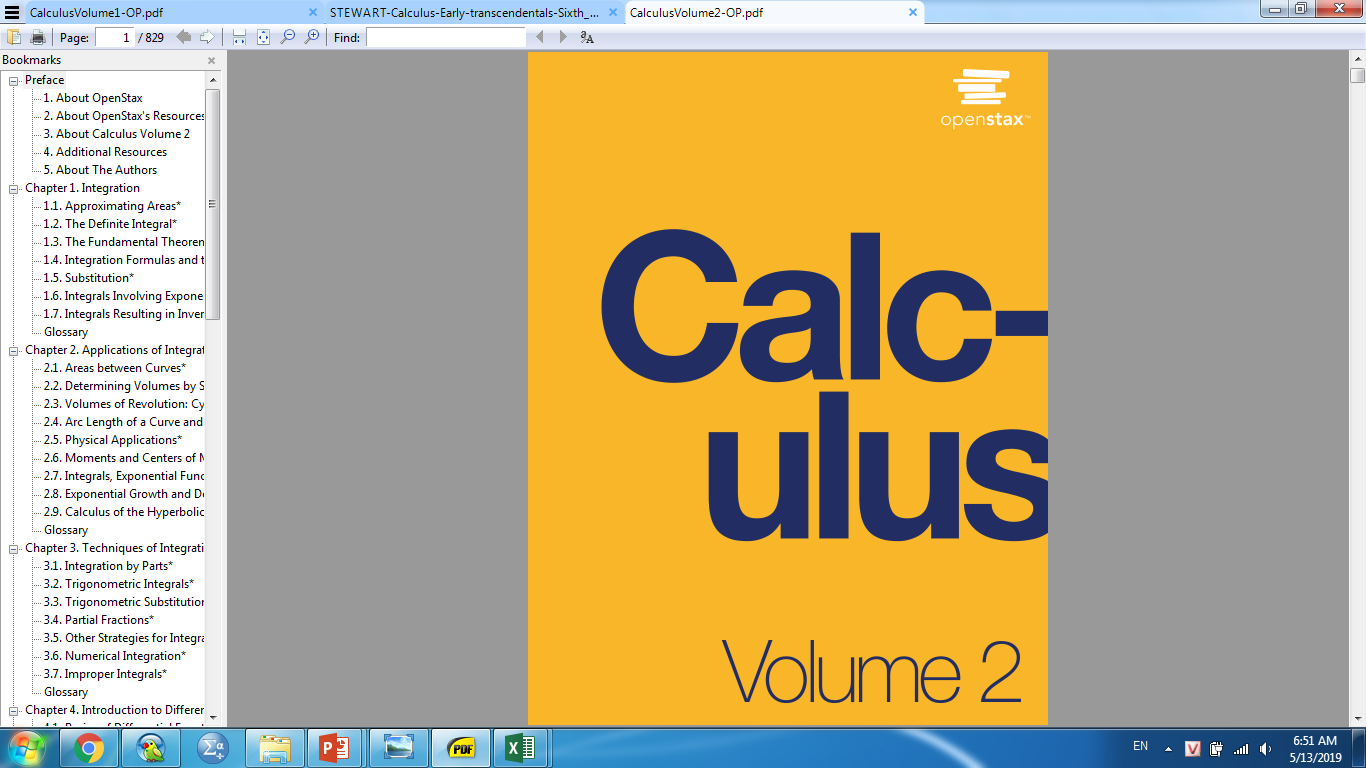 CalculusVolume1-OP.pdf
STEWART-Calculus-Early-transcendentals-Sixth_...
CalculusVolume2-OP.pdf
Page: 1 / 829
Find:
Bookmarks
Preface
1. About OpenStax
2. About OpenStax's Resources
3. About Calculus Volume 2
4. Additional Resources
5. About The Authors
Chapter 1. Integration
1.1. Approximating Areas*
1.2. The Definite Integral*
1.3. The Fundamental Theorem
1.4. Integration Formulas and t
1.5. Substitution*
1.6. Integrals Involving Expone
1.7. Integrals Resulting in Inver
Glossary
Chapter 2. Applications of Integrat
2.1. Areas between Curves*
2.2. Determining Volumes by S
2.3. Volumes of Revolution: Cy
2.4. Arc Length of a Curve and
2.5. Physical Applications*
2.6. Moments and Centers of M
2.7. Integrals, Exponential Func
2.8. Exponential Growth and De
2.9. Calculus of the Hyperbolic
Glossary
Chapter 3. Techniques of Integrati
3.1. Integration by Parts*
3.2. Trigonometric Integrals*
3.3. Trigonometric Substitution
3.4. Partial Fractions*
3.5. Other Strategies for Integra
3.6. Numerical Integration*
3.7. Improper Integrals*
Glossary
Chapter 4. Introduction to Differen
openstax™
Calc-
ulus
Volume 2
PDF
EN
6:51 AM
5/13/2019